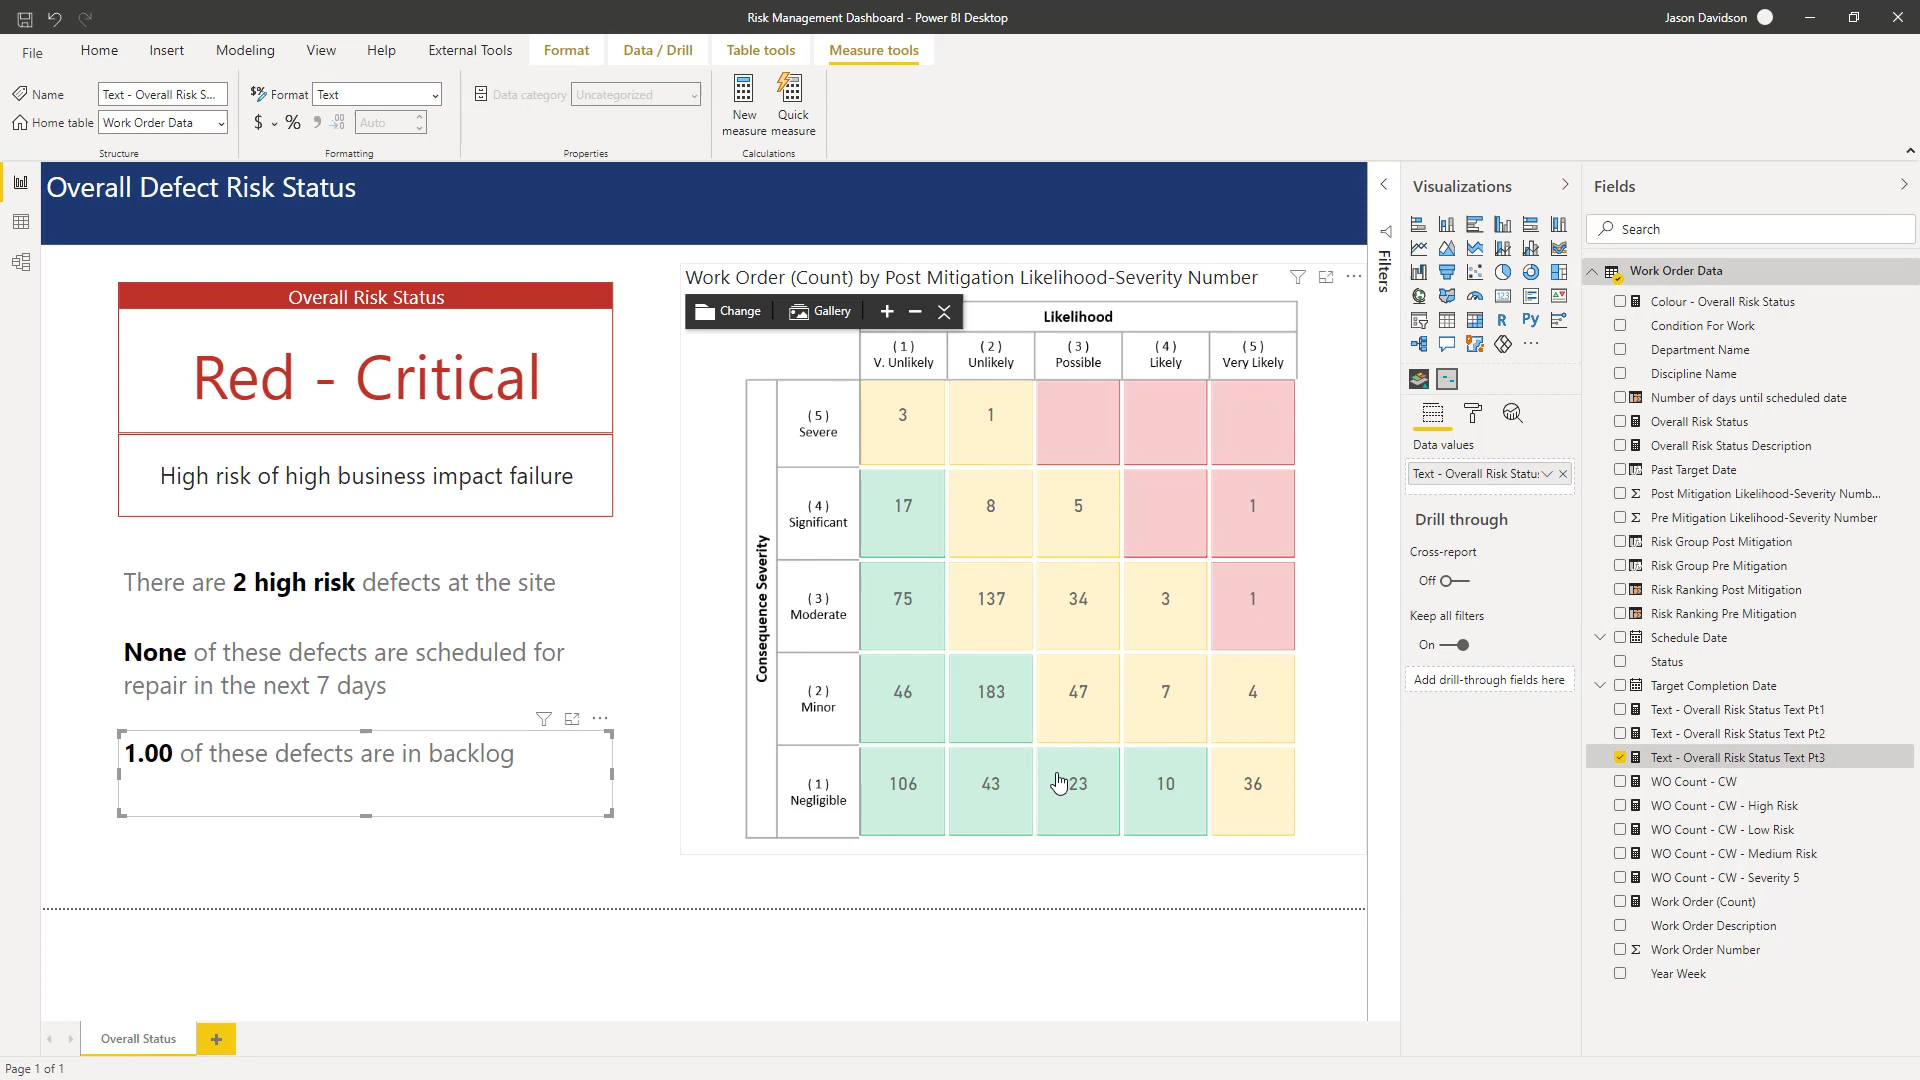 Risk Management Dashboard - Power BI Desktop
Jason Davidson
File
Home
Insert
Modeling
View
Help
External Tools
Format
Data / Drill
Table tools
Measure tools
Name
Text - Overall Risk S...
Home table
Work Order Data
Structure
Format
Text
$
%
Auto
Formatting
Data category
Uncategorized
Properties
New
measure
Quick
measure
Calculations
Overall Defect Risk Status
Overall Risk Status
Red - Critical
High risk of high business impact failure
There are 2 high risk defects at the site
None of these defects are scheduled for
repair in the next 7 days
1.00 of these defects are in backlog
Work Order (Count) by Post Mitigation Likelihood-Severity Number
Change
Gallery
Likelihood
( 1 )
V. Unlikely
( 2 )
Unlikely
( 3 )
Possible
( 4 )
Likely
( 5 )
Very Likely
Consequence Severity
( 5 )
Severe
3
1
( 4 )
Significant
17
8
5
1
( 3 )
Moderate
75
137
34
3
1
( 2 )
Minor
46
183
47
7
4
( 1 )
Negligible
106
43
23
10
36
Filters
Visualizations
R
Py
Data values
Text - Overall Risk Status
Drill through
Cross-report
Off
Keep all filters
On
Add drill-through fields here
Fields
Search
Work Order Data
Colour - Overall Risk Status
Condition For Work
Department Name
Discipline Name
Number of days until scheduled date
Overall Risk Status
Overall Risk Status Description
Past Target Date
Post Mitigation Likelihood-Severity Numb...
Pre Mitigation Likelihood-Severity Number
Risk Group Post Mitigation
Risk Group Pre Mitigation
Risk Ranking Post Mitigation
Risk Ranking Pre Mitigation
Schedule Date
Status
Target Completion Date
Text - Overall Risk Status Text Pt1
Text - Overall Risk Status Text Pt2
Text - Overall Risk Status Text Pt3
WO Count - CW
WO Count - CW - High Risk
WO Count - CW - Low Risk
WO Count - CW - Medium Risk
WO Count - CW - Severity 5
Work Order (Count)
Work Order Description
Work Order Number
Year Week
Overall Status
Page 1 of 1